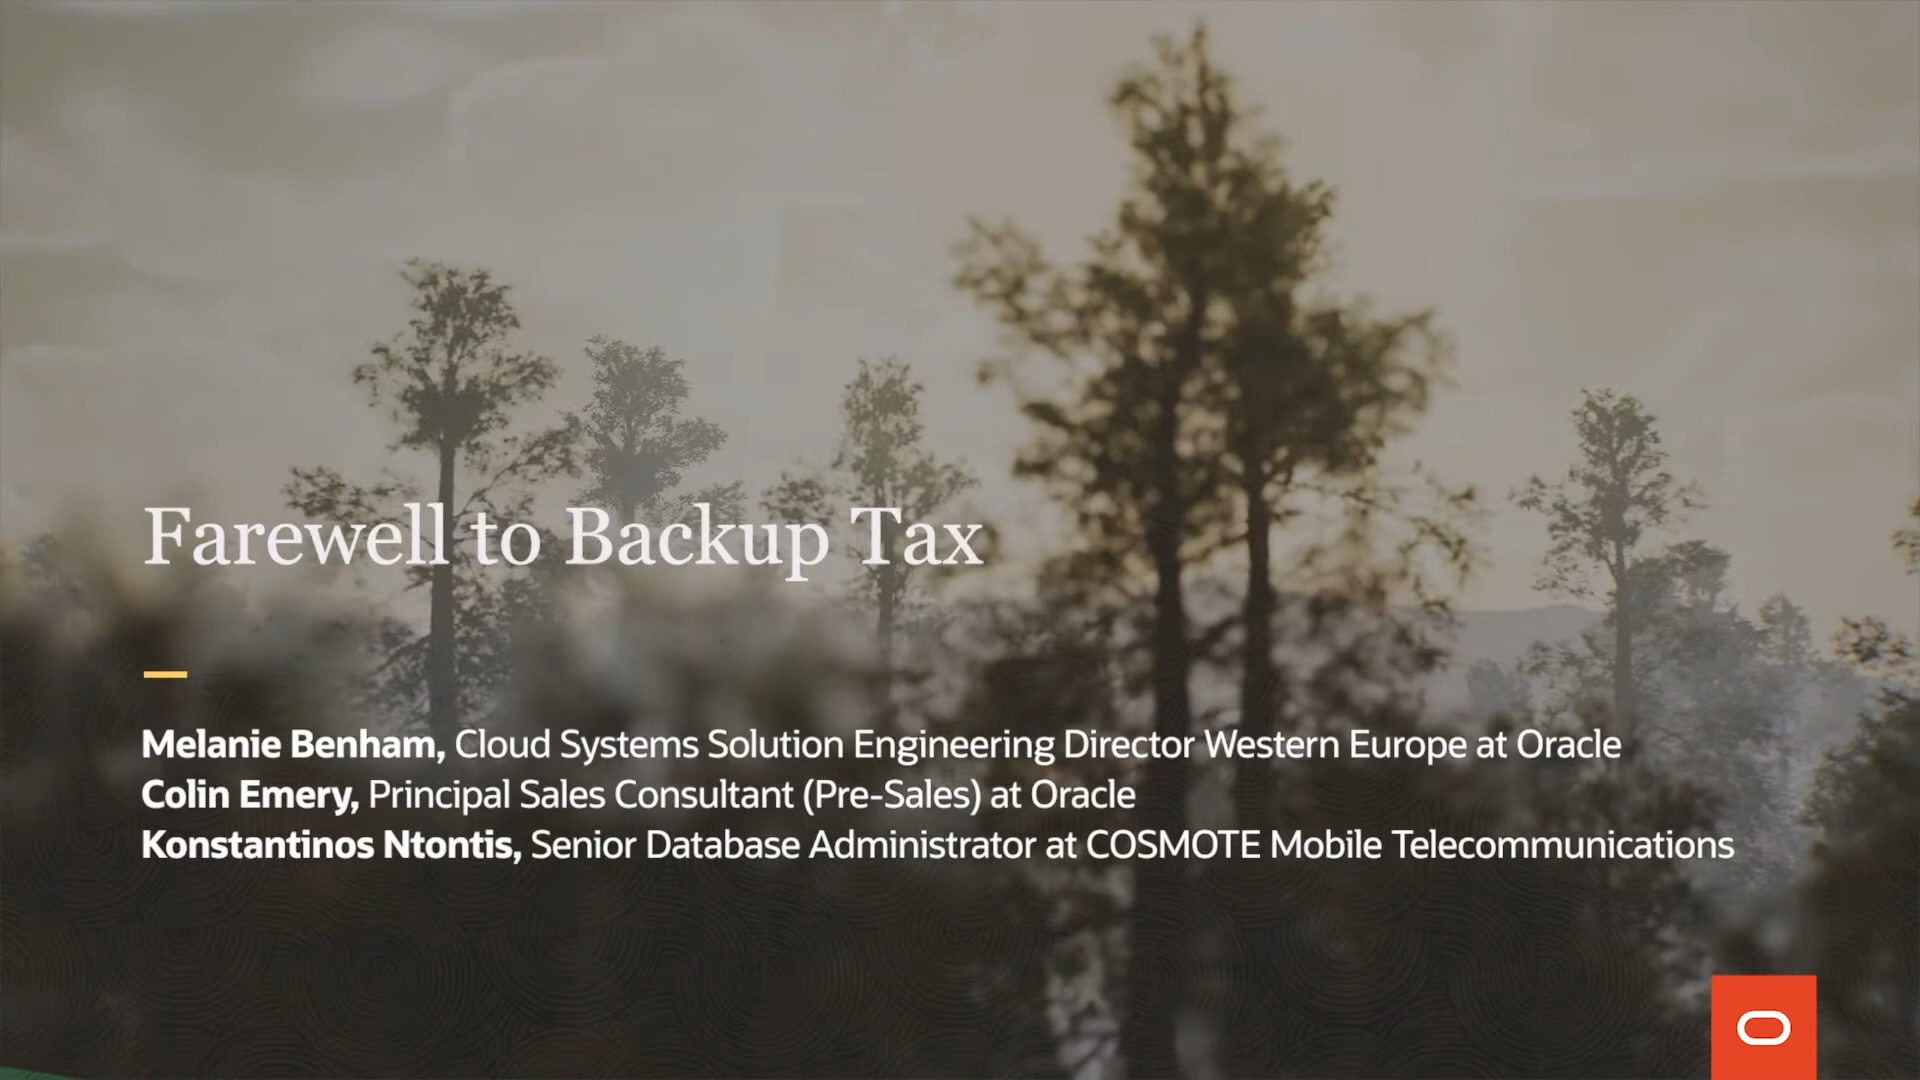 Farewell to Backup Tax
Melanie Benham, Cloud Systems Solution Engineering Director Western Europe at Oracle
Colin Emery, Principal Sales Consultant (Pre-Sales) at Oracle
Konstantinos Ntontis, Senior Database Administrator at COSMOTE Mobile Telecommunications